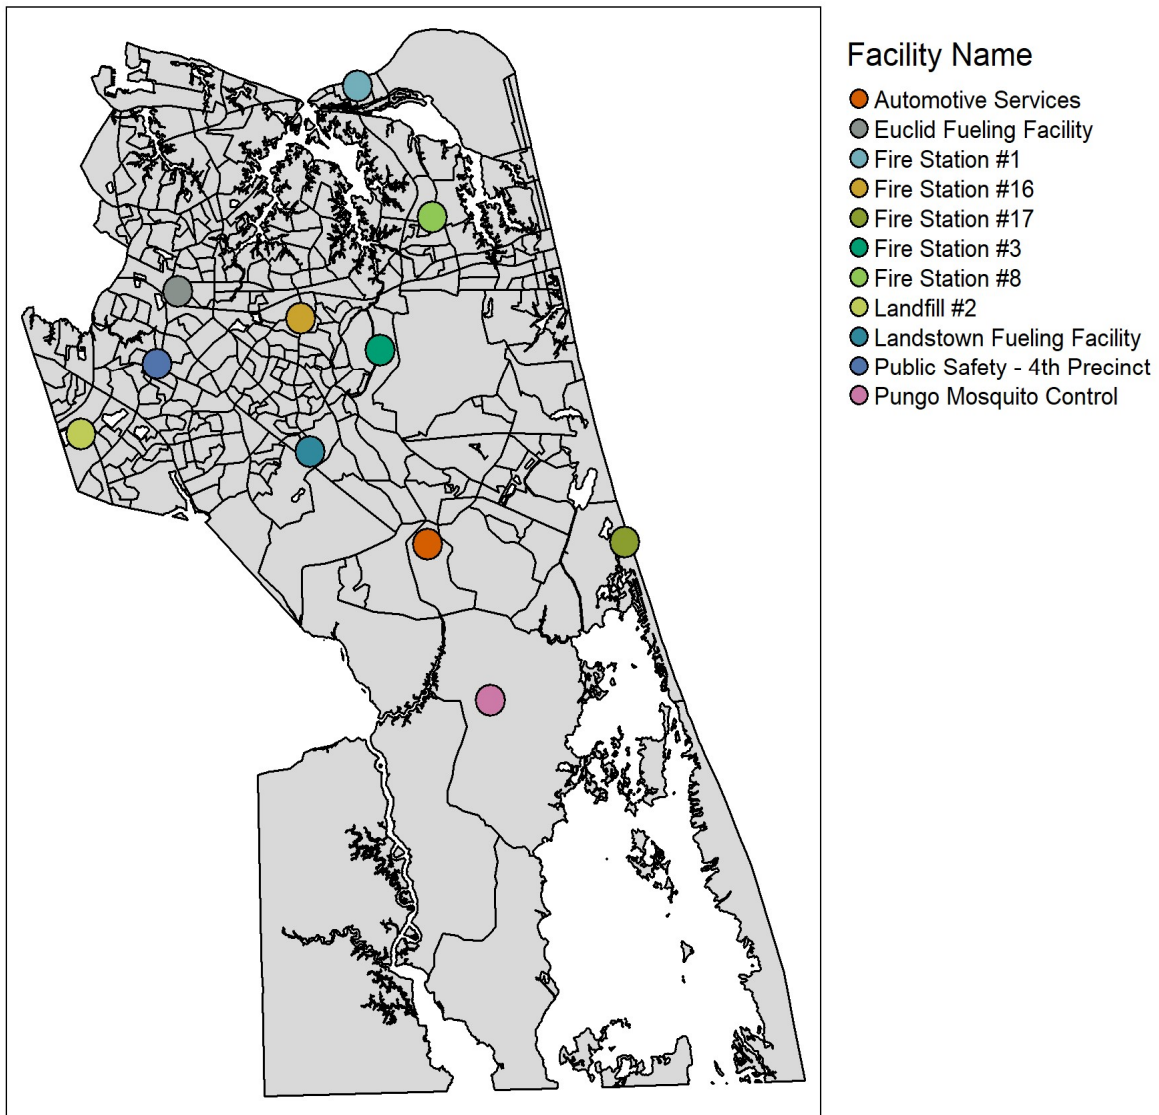 Facility Name
Automotive Services
Euclid Fueling Facility
Fire Station #1
Fire Station #16
Fire Station #17
Fire Station #3
Fire Station #8
Landfill #2
Landstown Fueling Facility
Public Safety - 4th Precinct
Pungo Mosquito Control